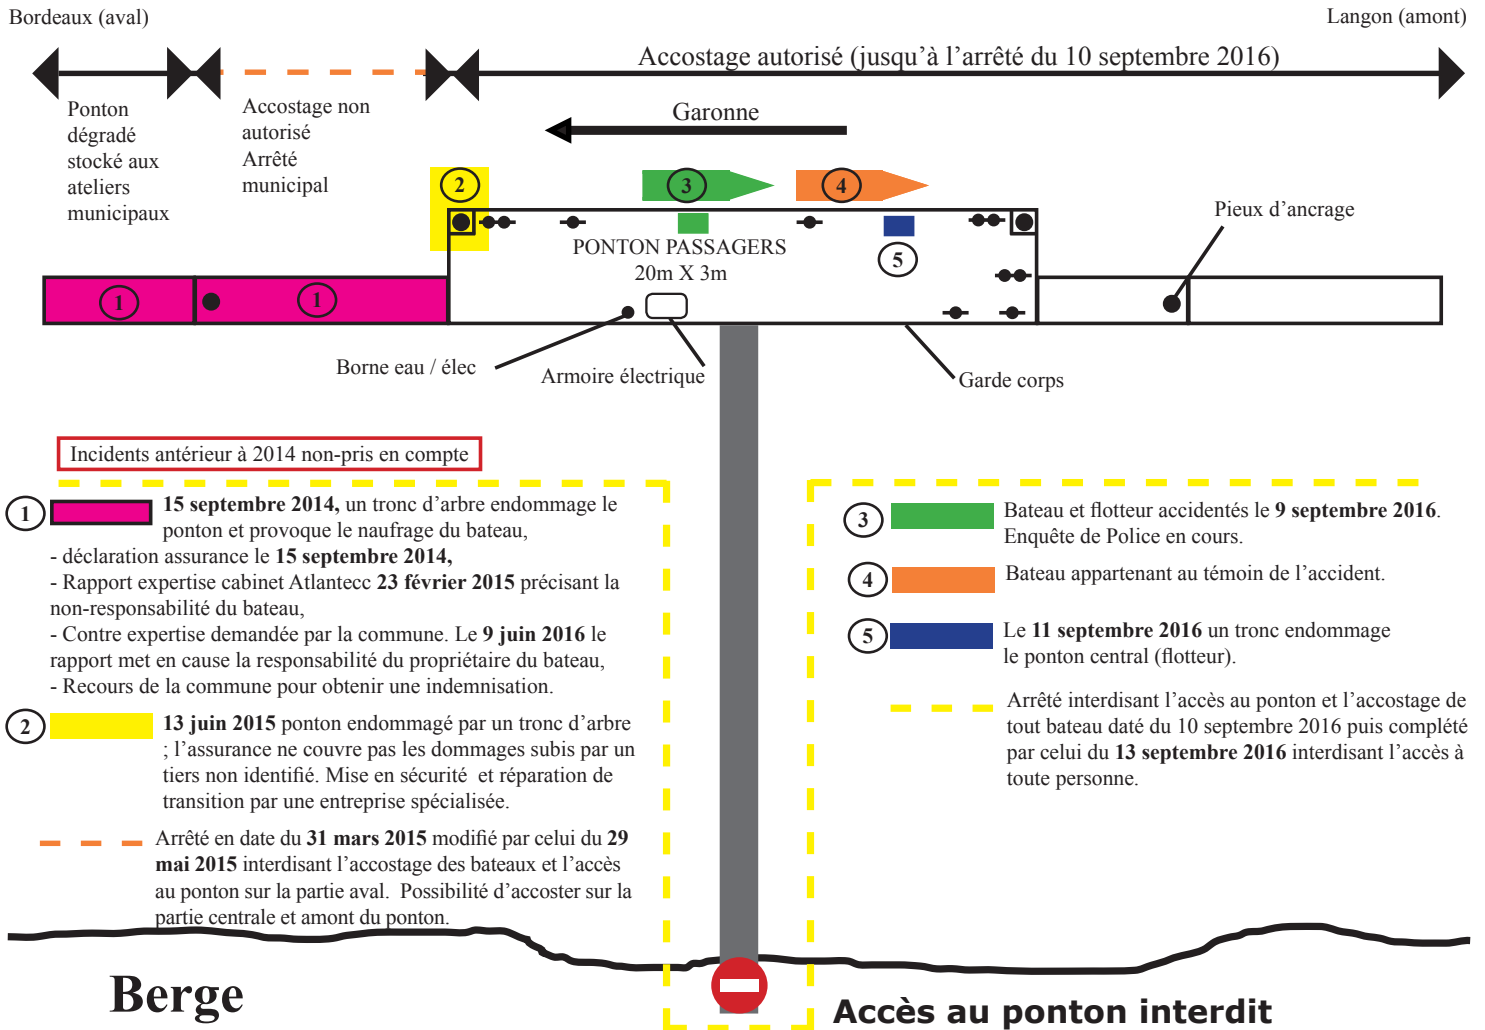 Bordeaux (aval)
Langon (amont)
Accostage autorisé (jusqu'à l'arrêté du 10 septembre 2016)
Ponton
dégradé
stocké aux
ateliers
municipaux
Accostage non
autorisé
Arrêté
municipal
Garonne
2
3
4
Pieux d'ancrage
PONTON PASSAGERS
20m X 3m
5
1
1
Borne eau / élec
Armoire électrique
Garde corps
Incidents antérieur à 2014 non-pris en compte
1
15 septembre 2014, un tronc d'arbre endommage le
ponton et provoque le naufrage du bateau,
- déclaration assurance le 15 septembre 2014,
- Rapport expertise cabinet Atlantecc 23 février 2015 précisant la
non-responsabilité du bateau,
- Contre expertise demandée par la commune. Le 9 juin 2016 le
rapport met en cause la responsabilité du propriétaire du bateau,
- Recours de la commune pour obtenir une indemnisation.
2
13 juin 2015 ponton endommagé par un tronc d'arbre
; l'assurance ne couvre pas les dommages subis par un
tiers non identifié. Mise en sécurité et réparation de
transition par une entreprise spécialisée.
Arrêté en date du 31 mars 2015 modifié par celui du 29
mai 2015 interdisant l'accostage des bateaux et l'accès
au ponton sur la partie aval. Possibilité d'accoster sur la
partie centrale et amont du ponton.
3
Bateau et flotteur accidentés le 9 septembre 2016.
Enquête de Police en cours.
4
Bateau appartenant au témoin de l'accident.
5
Le 11 septembre 2016 un tronc endommage
le ponton central (flotteur).
Arrêté interdisant l'accès au ponton et l'accostage de
tout bateau daté du 10 septembre 2016 puis complété
par celui du 13 septembre 2016 interdisant l'accès à
toute personne.
Berge
Accès au ponton interdit